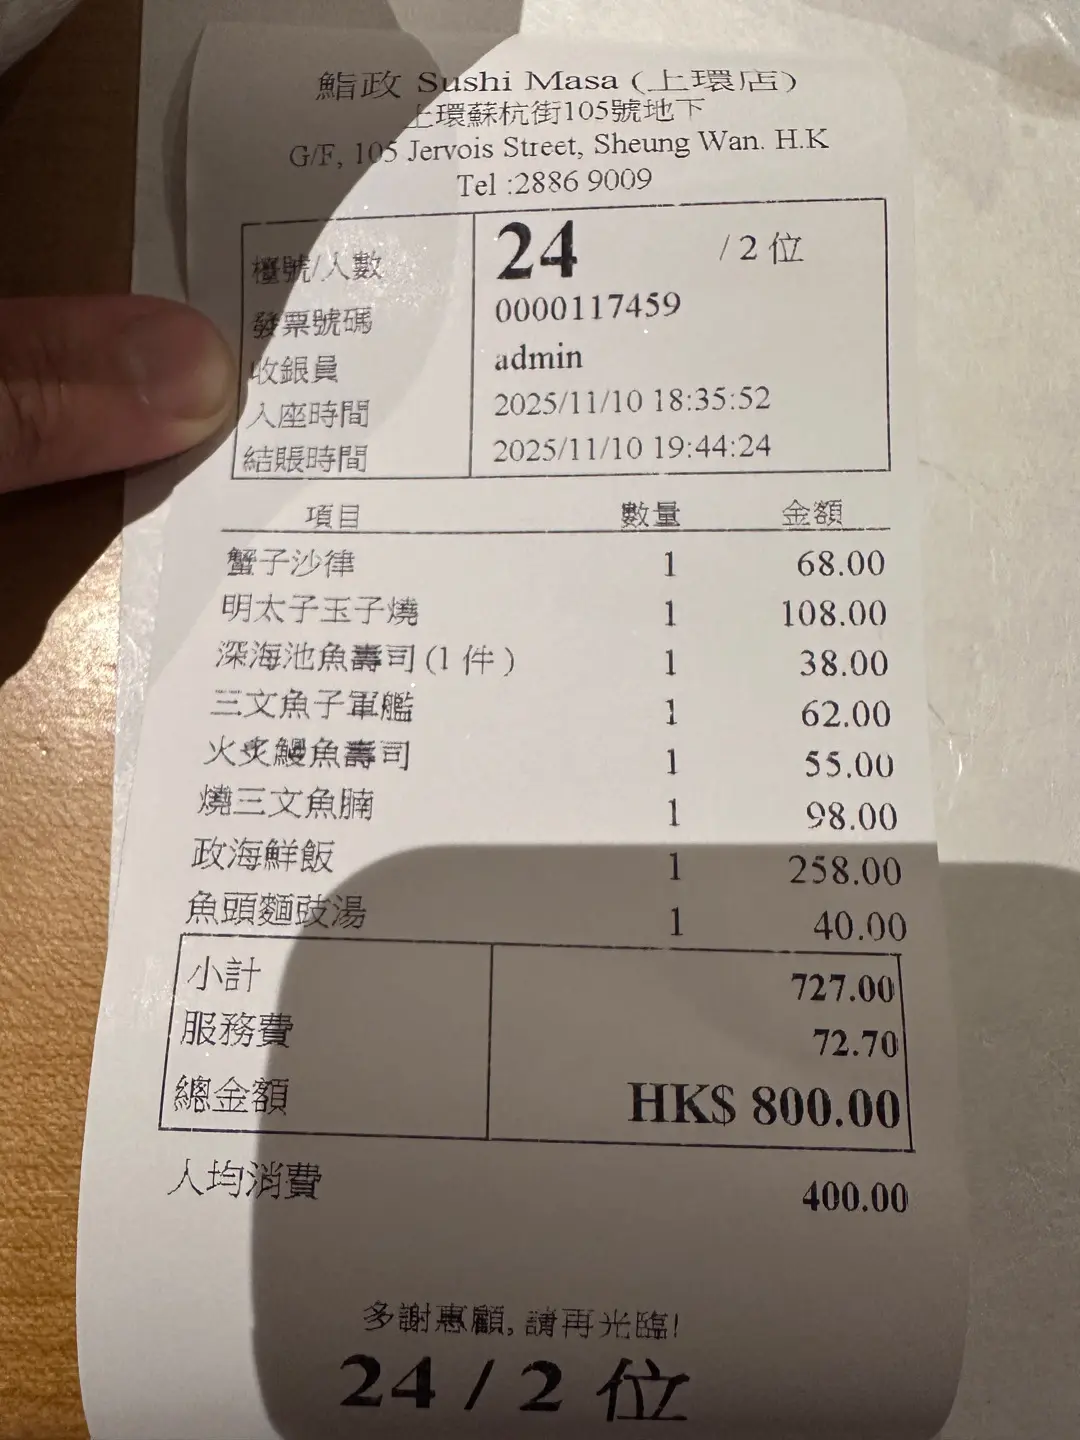 鮨政 Sushi Masa (上環店)
上環蘇杭街105號地下
G/F, 105 Jervois Street, Sheung Wan. H.K
Tel :2886 9009
檯號/人數 24 / 2 位
發票號碼 0000117459
收銀員 admin
入座時間 2025/11/10 18:35:52
結賬時間 2025/11/10 19:44:24
項目 數量 金額
蟹子沙律 1 68.00
明太子玉子燒 1 108.00
深海池魚壽司 (1 件) 1 38.00
三文魚子軍艦 1 62.00
火炙鰻魚壽司 1 55.00
燒三文魚腩 1 98.00
政海鮮飯 1 258.00
魚頭麵豉湯 1 40.00
小計 727.00
服務費 72.70
總金額 HK$ 800.00
人均消費 400.00
多謝惠顧, 請再光臨!
24 / 2 位